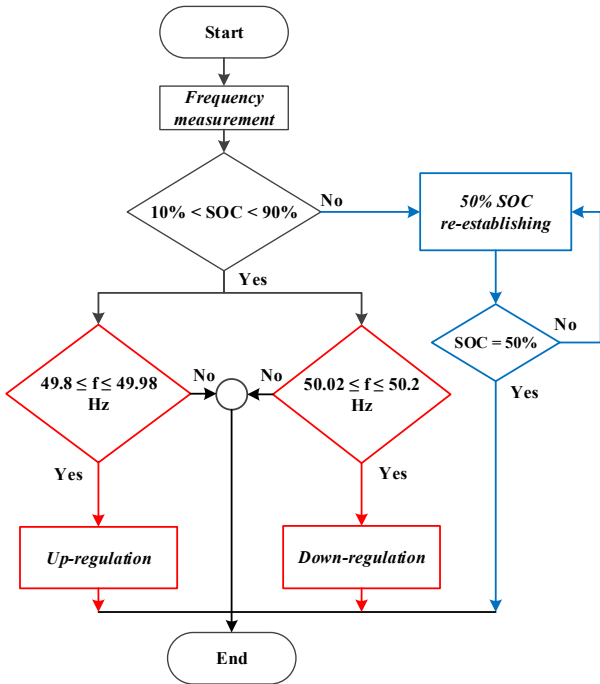 Start
Frequency
measurement
10% < SOC < 90%
No
50% SOC
re-establishing
Yes
SOC = 50%
No
49.8 ≤ f ≤ 49.98
Hz
No
No
50.02 ≤ f ≤ 50.2
Hz
Yes
Yes
Yes
Up-regulation
Down-regulation
End